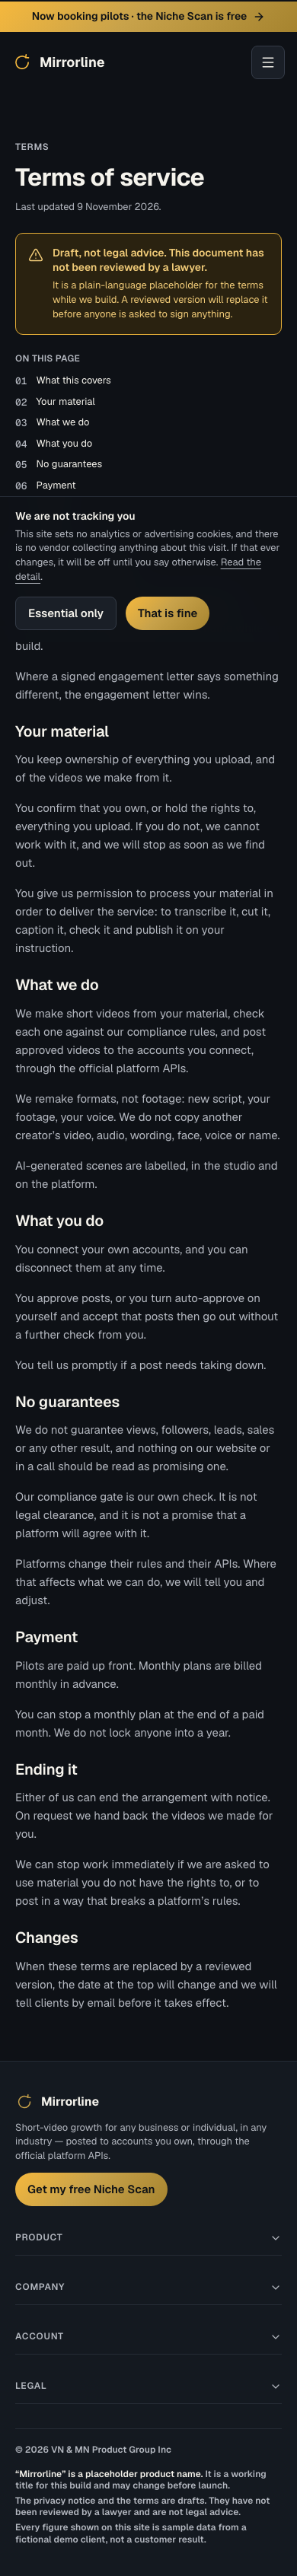 Now booking pilots · the Niche Scan is free →
Mirrorline
TERMS
Terms of service
Last updated 9 November 2026.
Draft, not legal advice. This document has
not been reviewed by a lawyer.
It is a plain-language placeholder for the terms
while we build. A reviewed version will replace it
before anyone is asked to sign anything.
ON THIS PAGE
01 What this covers
02 Your material
03 What we do
04 What you do
05 No guarantees
06 Payment
We are not tracking you
This site sets no analytics or advertising cookies, and there
is no vendor collecting anything about this visit. If that ever
changes, it will be off until you say otherwise. Read the
detail.
Essential only
That is fine
build.
Where a signed engagement letter says something
different, the engagement letter wins.
Your material
You keep ownership of everything you upload, and
of the videos we make from it.
You confirm that you own, or hold the rights to,
everything you upload. If you do not, we cannot
work with it, and we will stop as soon as we find
out.
You give us permission to process your material in
order to deliver the service: to transcribe it, cut it,
caption it, check it and publish it on your
instruction.
What we do
We make short videos from your material, check
each one against our compliance rules, and post
approved videos to the accounts you connect,
through the official platform APIs.
We remake formats, not footage: new script, your
footage, your voice. We do not copy another
creator’s video, audio, wording, face, voice or name.
AI-generated scenes are labelled, in the studio and
on the platform.
What you do
You connect your own accounts, and you can
disconnect them at any time.
You approve posts, or you turn auto-approve on
yourself and accept that posts then go out without
a further check from you.
You tell us promptly if a post needs taking down.
No guarantees
We do not guarantee views, followers, leads, sales
or any other result, and nothing on our website or
in a call should be read as promising one.
Our compliance gate is our own check. It is not
legal clearance, and it is not a promise that a
platform will agree with it.
Platforms change their rules and their APIs. Where
that affects what we can do, we will tell you and
adjust.
Payment
Pilots are paid up front. Monthly plans are billed
monthly in advance.
You can stop a monthly plan at the end of a paid
month. We do not lock anyone into a year.
Ending it
Either of us can end the arrangement with notice.
On request we hand back the videos we made for
you.
We can stop work immediately if we are asked to
use material you do not have the rights to, or to
post in a way that breaks a platform’s rules.
Changes
When these terms are replaced by a reviewed
version, the date at the top will change and we will
tell clients by email before it takes effect.
Mirrorline
Short-video growth for any business or individual, in any
industry — posted to accounts you own, through the
official platform APIs.
Get my free Niche Scan
PRODUCT
COMPANY
ACCOUNT
LEGAL
© 2026 VN & MN Product Group Inc
“Mirrorline” is a placeholder product name. It is a working
title for this build and may change before launch.
The privacy notice and the terms are drafts. They have not
been reviewed by a lawyer and are not legal advice.
Every figure shown on this site is sample data from a
fictional demo client, not a customer result.